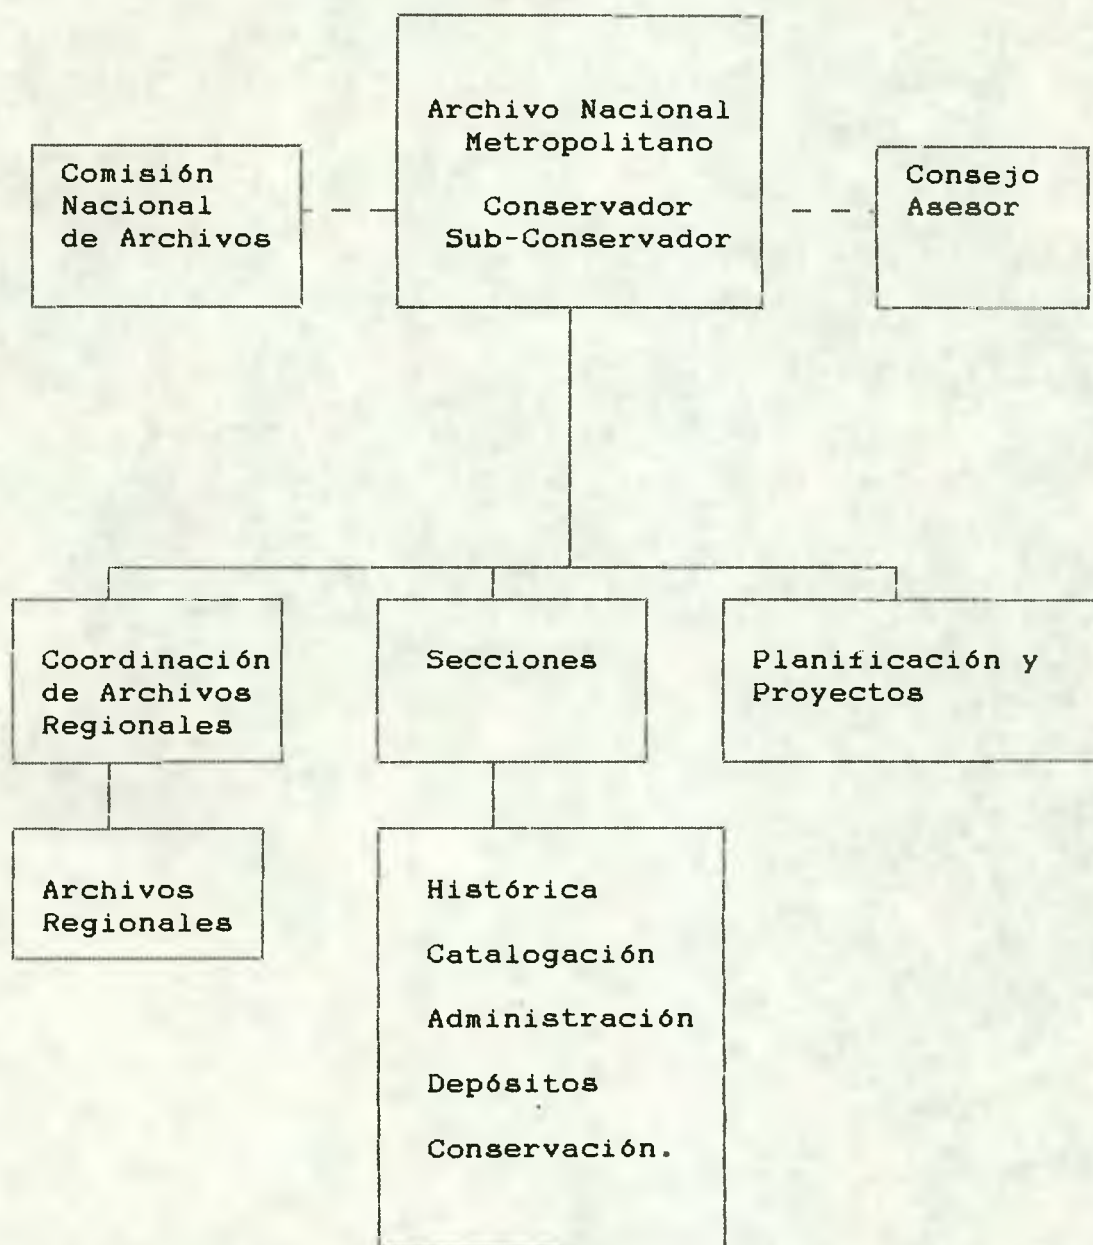 Archivo Nacional
Metropolitano
Conservador
Sub-Conservador
Comisión
Nacional
de Archivos
Consejo
Asesor
Coordinación
de Archivos
Regionales
Secciones
Planificación y
Proyectos
Archivos
Regionales
Histórica
Catalogación
Administración
Depósitos
Conservación.